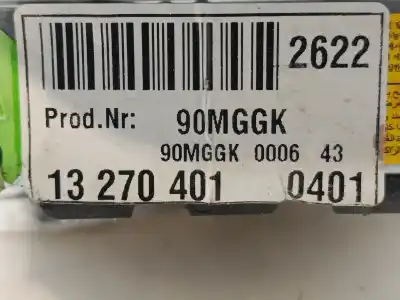 2622
Prod.Nr: 90MGGK
90MGGK 0006 43
13 270 401 0401